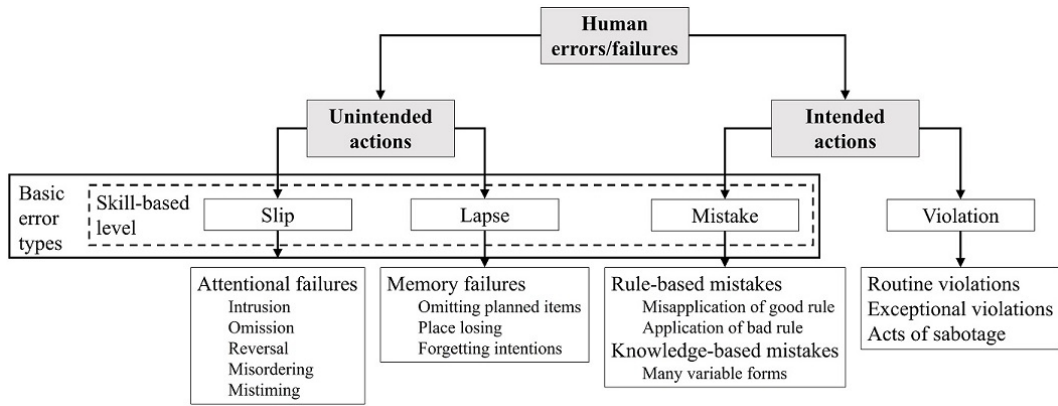 Human
errors/failures
Unintended
actions
Intended
actions
Basic
error
types
Skill-based
level
Slip
Lapse
Mistake
Violation
Attentional failures
Intrusion
Omission
Reversal
Misordering
Mistiming
Memory failures
Omitting planned items
Place losing
Forgetting intentions
Rule-based mistakes
Misapplication of good rule
Application of bad rule
Knowledge-based mistakes
Many variable forms
Routine violations
Exceptional violations
Acts of sabotage